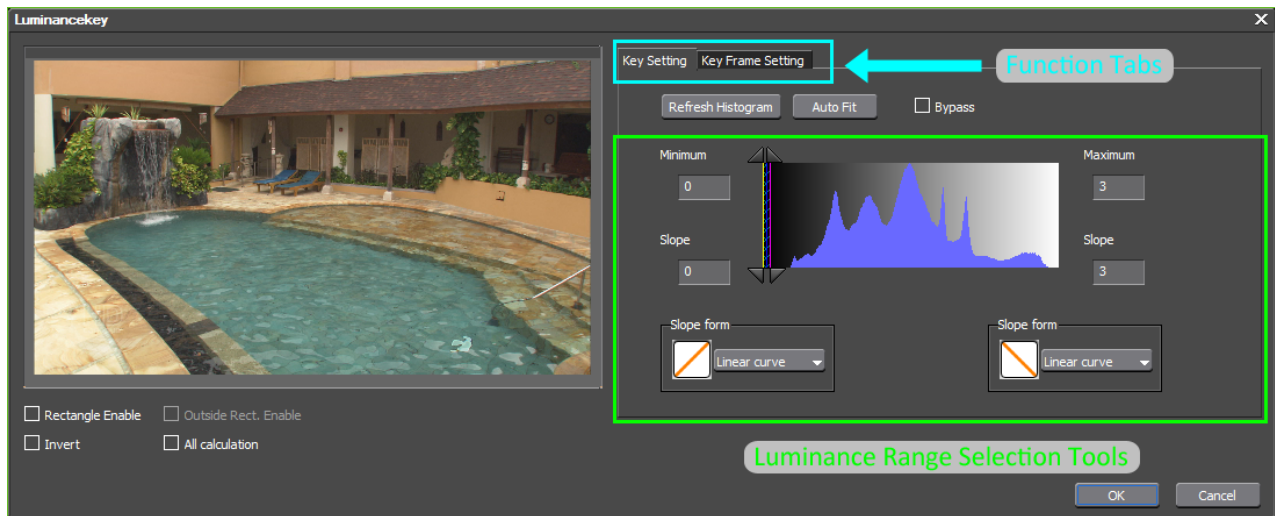 Luminancekey
Key Setting Key Frame Setting
Function Tabs
Refresh Histogram Auto Fit Bypass
Minimum Maximum
0 3
Slope Slope
0 3
Slope form Slope form
Linear curve Linear curve
Rectangle Enable Outside Rect. Enable
Invert All calculation
Luminance Range Selection Tools
OK Cancel